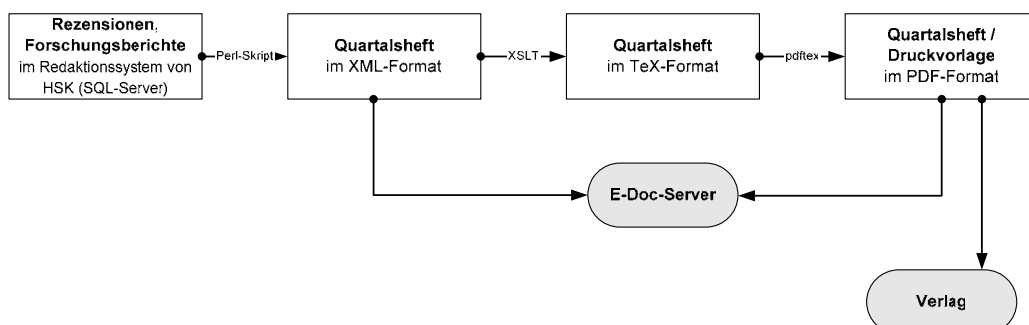 Rezensionen,
Forschungsberichte
im Redaktionssystem von
HSK (SQL-Server)
Perl-Skript
Quartalsheft
im XML-Format
XSLT
Quartalsheft
im TeX-Format
pdftex
Quartalsheft /
Druckvorlage
im PDF-Format
E-Doc-Server
Verlag